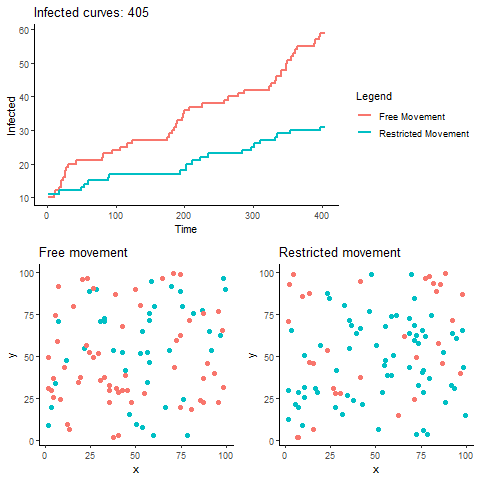 Infected curves: 405
60
50
40
30
20
10
Infected
0 100 200 300 400
Time
Legend
Free Movement
Restricted Movement
Free movement
Restricted movement
100
75
50
25
0
y
0 25 50 75 100
x
100
75
50
25
0
y
0 25 50 75 100
x